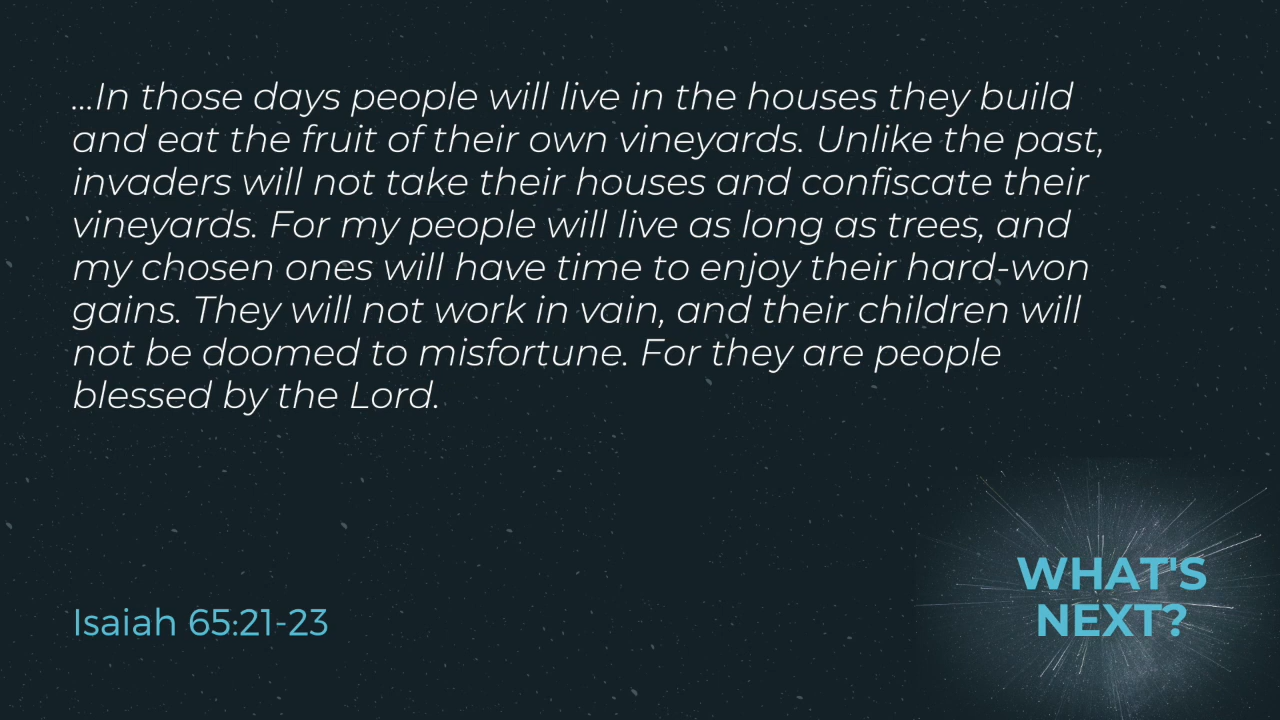 ...In those days people will live in the houses they build
and eat the fruit of their own vineyards. Unlike the past,
invaders will not take their houses and confiscate their
vineyards. For my people will live as long as trees, and
my chosen ones will have time to enjoy their hard-won
gains. They will not work in vain, and their children will
not be doomed to misfortune. For they are people
blessed by the Lord.
Isaiah 65:21-23
WHAT'S
NEXT?